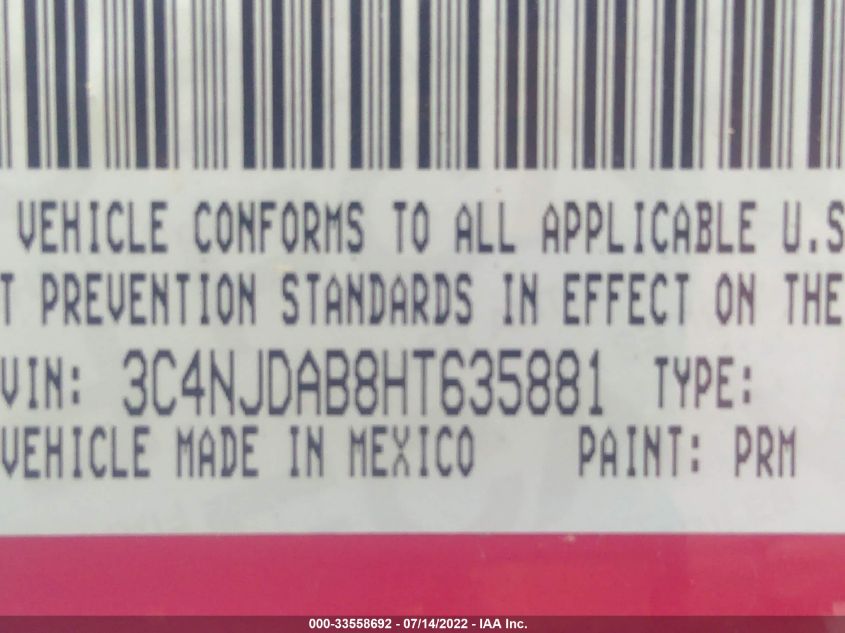 VEHICLE CONFORMS TO ALL APPLICABLE U.S
T PREVENTION STANDARDS IN EFFECT ON THE
VIN: 3C4NJDAB8HT635881 TYPE:
VEHICLE MADE IN MEXICO PAINT: PRM
000-33558692 - 07/14/2022 - IAA Inc.